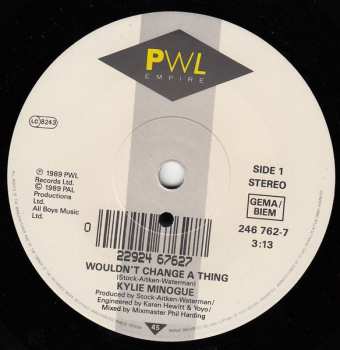 PWL
EMPIRE
LC 8243
℗ 1989 PWL
Records Ltd.
© 1989 PAL
Productions
Ltd.
All Boys Music
Ltd.
SIDE 1
STEREO
GEMA/
BIEM
246 762-7
3:13
0
22924 67627
WOULDN'T CHANGE A THING
(Stock-Aitken-Waterman)
KYLIE MINOGUE
Produced by Stock-Aitken-Waterman/
Engineered by Karen Hewitt & Yoyo/
Mixed by Mixmaster Phil Harding
45